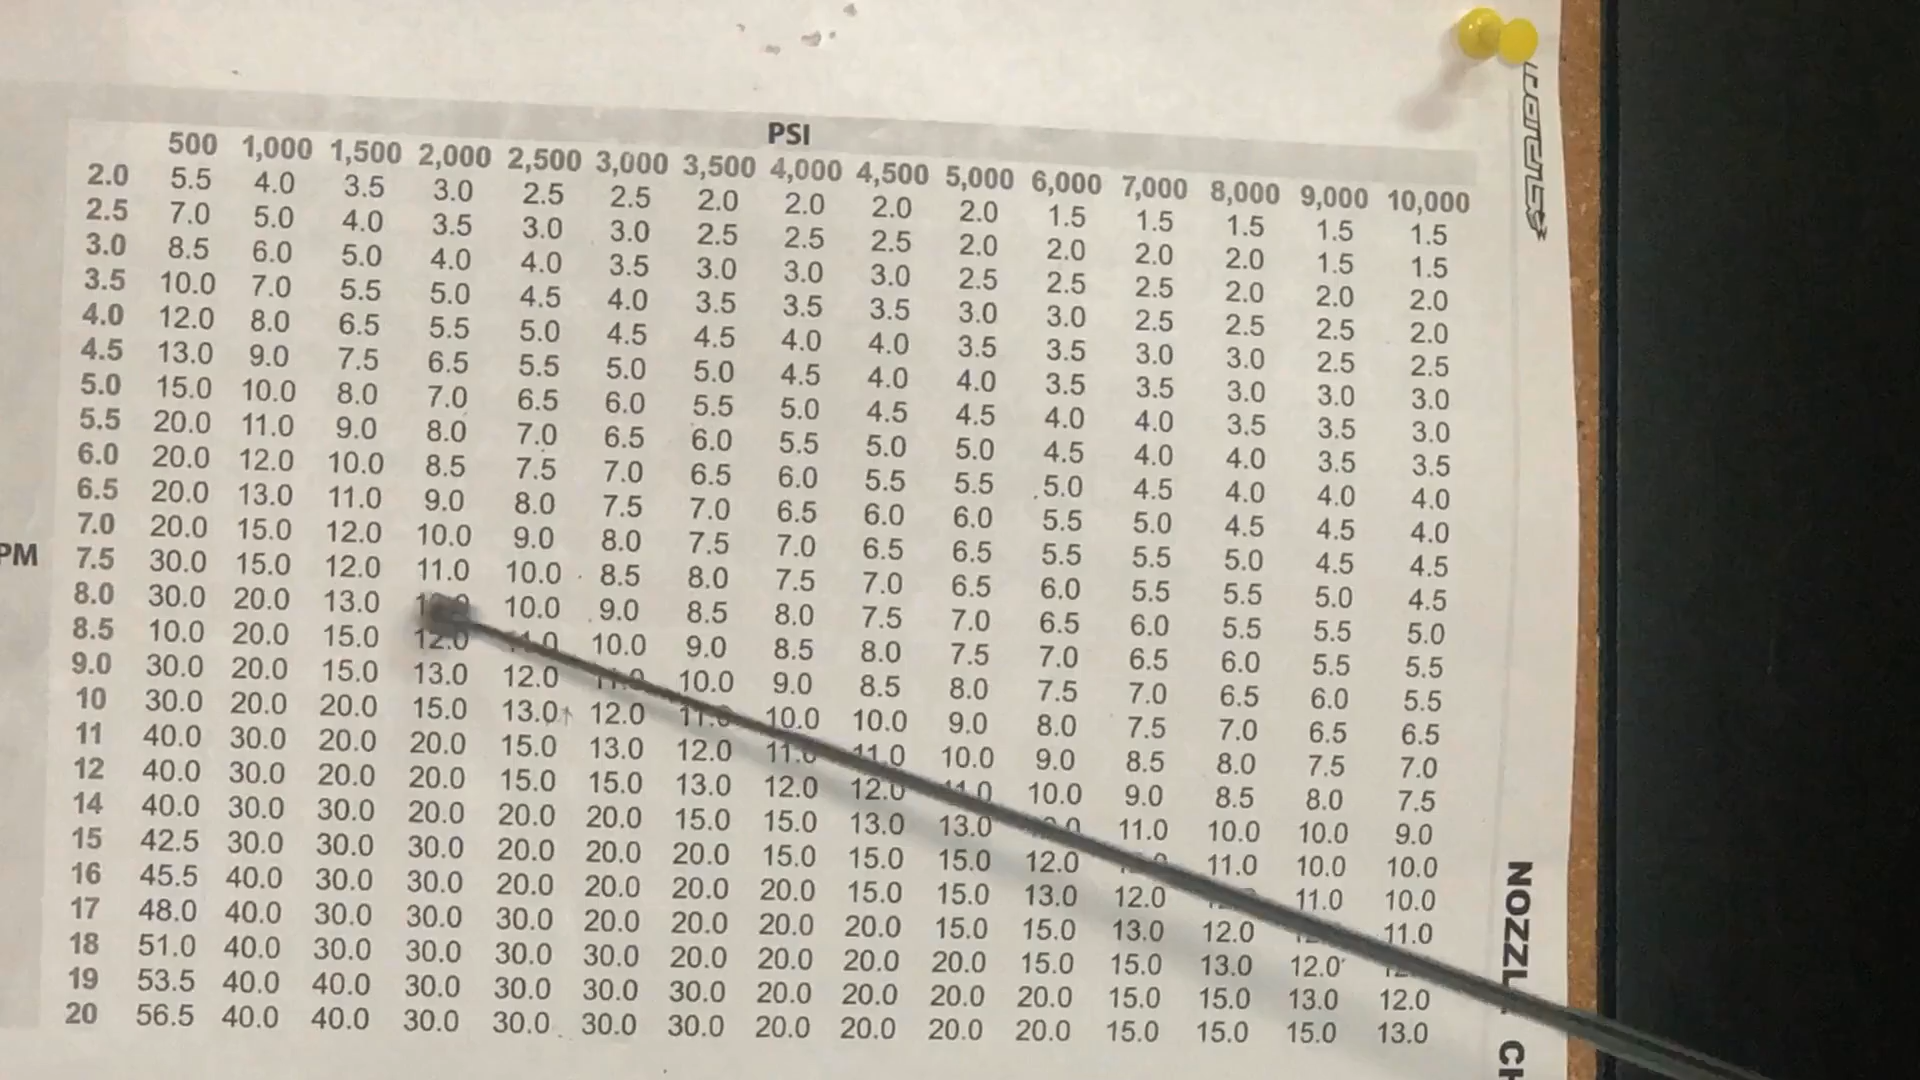 PSI
500 1,000 1,500 2,000 2,500 3,000 3,500 4,000 4,500 5,000 6,000 7,000 8,000 9,000 10,000
2.0 5.5 4.0 3.5 3.0 2.5 2.5 2.0 2.0 2.0 2.0 1.5 1.5 1.5 1.5 1.5
2.5 7.0 5.0 4.0 3.5 3.0 3.0 2.5 2.5 2.5 2.0 2.0 2.0 2.0 1.5 1.5
3.0 8.5 6.0 5.0 4.0 4.0 3.5 3.0 3.0 3.0 2.5 2.5 2.5 2.0 2.0 2.0
3.5 10.0 7.0 5.5 5.0 4.5 4.0 3.5 3.5 3.5 3.0 3.0 2.5 2.5 2.5 2.0
4.0 12.0 8.0 6.5 5.5 5.0 4.5 4.5 4.0 4.0 3.5 3.5 3.0 3.0 2.5 2.5
4.5 13.0 9.0 7.5 6.5 5.5 5.0 5.0 4.5 4.0 4.0 3.5 3.5 3.0 3.0 3.0
5.0 15.0 10.0 8.0 7.0 6.5 6.0 5.5 5.0 4.5 4.5 4.0 4.0 3.5 3.5 3.0
5.5 20.0 11.0 9.0 8.0 7.0 6.5 6.0 5.5 5.0 5.0 4.5 4.0 4.0 3.5 3.5
6.0 20.0 12.0 10.0 8.5 7.5 7.0 6.5 6.0 5.5 5.5 5.0 4.5 4.0 4.0 4.0
6.5 20.0 13.0 11.0 9.0 8.0 7.5 7.0 6.5 6.0 6.0 5.5 5.0 4.5 4.5 4.0
7.0 20.0 15.0 12.0 10.0 9.0 8.0 7.5 7.0 6.5 6.5 5.5 5.5 5.0 4.5 4.5
PM 7.5 30.0 15.0 12.0 11.0 10.0 8.5 8.0 7.5 7.0 6.5 6.0 5.5 5.5 5.0 4.5
8.0 30.0 20.0 13.0 10.0 9.0 8.5 8.0 7.5 7.0 6.5 6.0 5.5 5.5 5.0
8.5 10.0 20.0 15.0 12.0 10.0 9.0 8.5 8.0 7.5 7.0 6.5 6.0 5.5 5.5
9.0 30.0 20.0 15.0 13.0 12.0 10.0 9.0 8.5 8.0 7.5 7.0 6.5 6.0 5.5
10 30.0 20.0 20.0 15.0 13.0 12.0 11.0 10.0 10.0 9.0 8.0 7.5 7.0 6.5 6.5
11 40.0 30.0 20.0 20.0 15.0 13.0 12.0 11.0 11.0 10.0 9.0 8.5 8.0 7.5 7.0
12 40.0 30.0 20.0 20.0 15.0 15.0 13.0 12.0 12.0 10.0 9.0 8.5 8.0 7.5
14 40.0 30.0 30.0 20.0 20.0 20.0 15.0 15.0 13.0 13.0 11.0 10.0 10.0 9.0
15 42.5 30.0 30.0 30.0 20.0 20.0 20.0 15.0 15.0 15.0 12.0 11.0 10.0 10.0
16 45.5 40.0 30.0 30.0 20.0 20.0 20.0 20.0 15.0 15.0 13.0 12.0 11.0 10.0
17 48.0 40.0 30.0 30.0 30.0 20.0 20.0 20.0 20.0 15.0 15.0 13.0 12.0 11.0
18 51.0 40.0 30.0 30.0 30.0 30.0 20.0 20.0 20.0 20.0 15.0 15.0 13.0 12.0
19 53.5 40.0 40.0 30.0 30.0 30.0 30.0 20.0 20.0 20.0 20.0 15.0 15.0 13.0 12.0
20 56.5 40.0 40.0 30.0 30.0 30.0 30.0 20.0 20.0 20.0 20.0 15.0 15.0 15.0 13.0